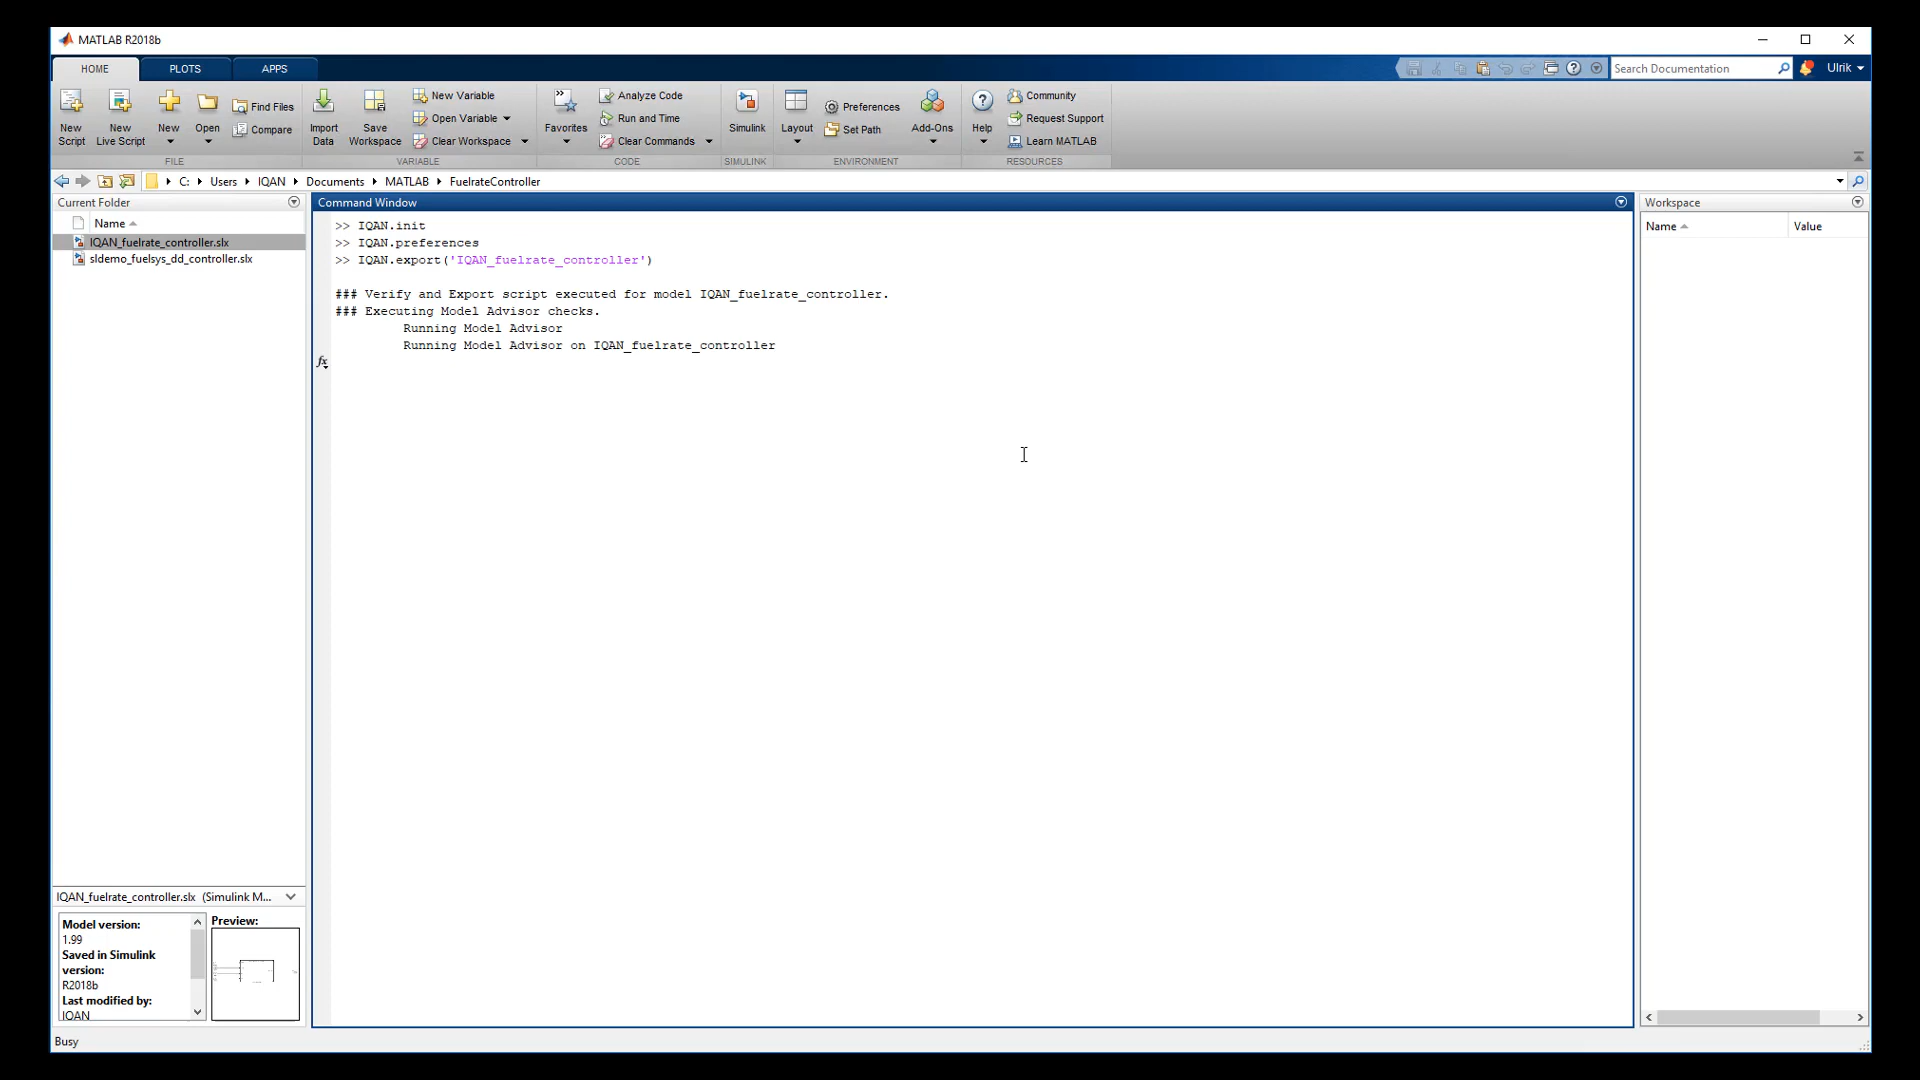 MATLAB R2018b
HOME
PLOTS
APPS
Search Documentation
Ulrik
New Script
New Live Script
New
Open
Find Files
Compare
FILE
Import Data
Save Workspace
New Variable
Open Variable
Clear Workspace
VARIABLE
Favorites
Analyze Code
Run and Time
Clear Commands
CODE
Simulink
SIMULINK
Layout
Preferences
Set Path
Add-Ons
ENVIRONMENT
Help
Community
Request Support
Learn MATLAB
RESOURCES
C: Users IQAN Documents MATLAB FuelrateController
Current Folder
Name
IQAN_fuelrate_controller.slx
sldemo_fuelsys_dd_controller.slx
Command Window
>> IQAN.init
>> IQAN.preferences
>> IQAN.export('IQAN_fuelrate_controller')
### Verify and Export script executed for model IQAN_fuelrate_controller.
### Executing Model Advisor checks.
Running Model Advisor
Running Model Advisor on IQAN_fuelrate_controller
fx
Workspace
Name
Value
IQAN_fuelrate_controller.slx (Simulink M...
Model version:
1.99
Saved in Simulink
version:
R2018b
Last modified by:
IQAN
Preview:
Busy